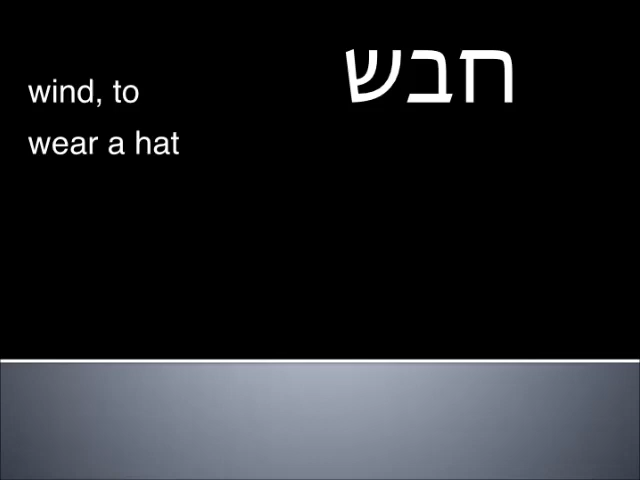 חבש
wind, to
wear a hat